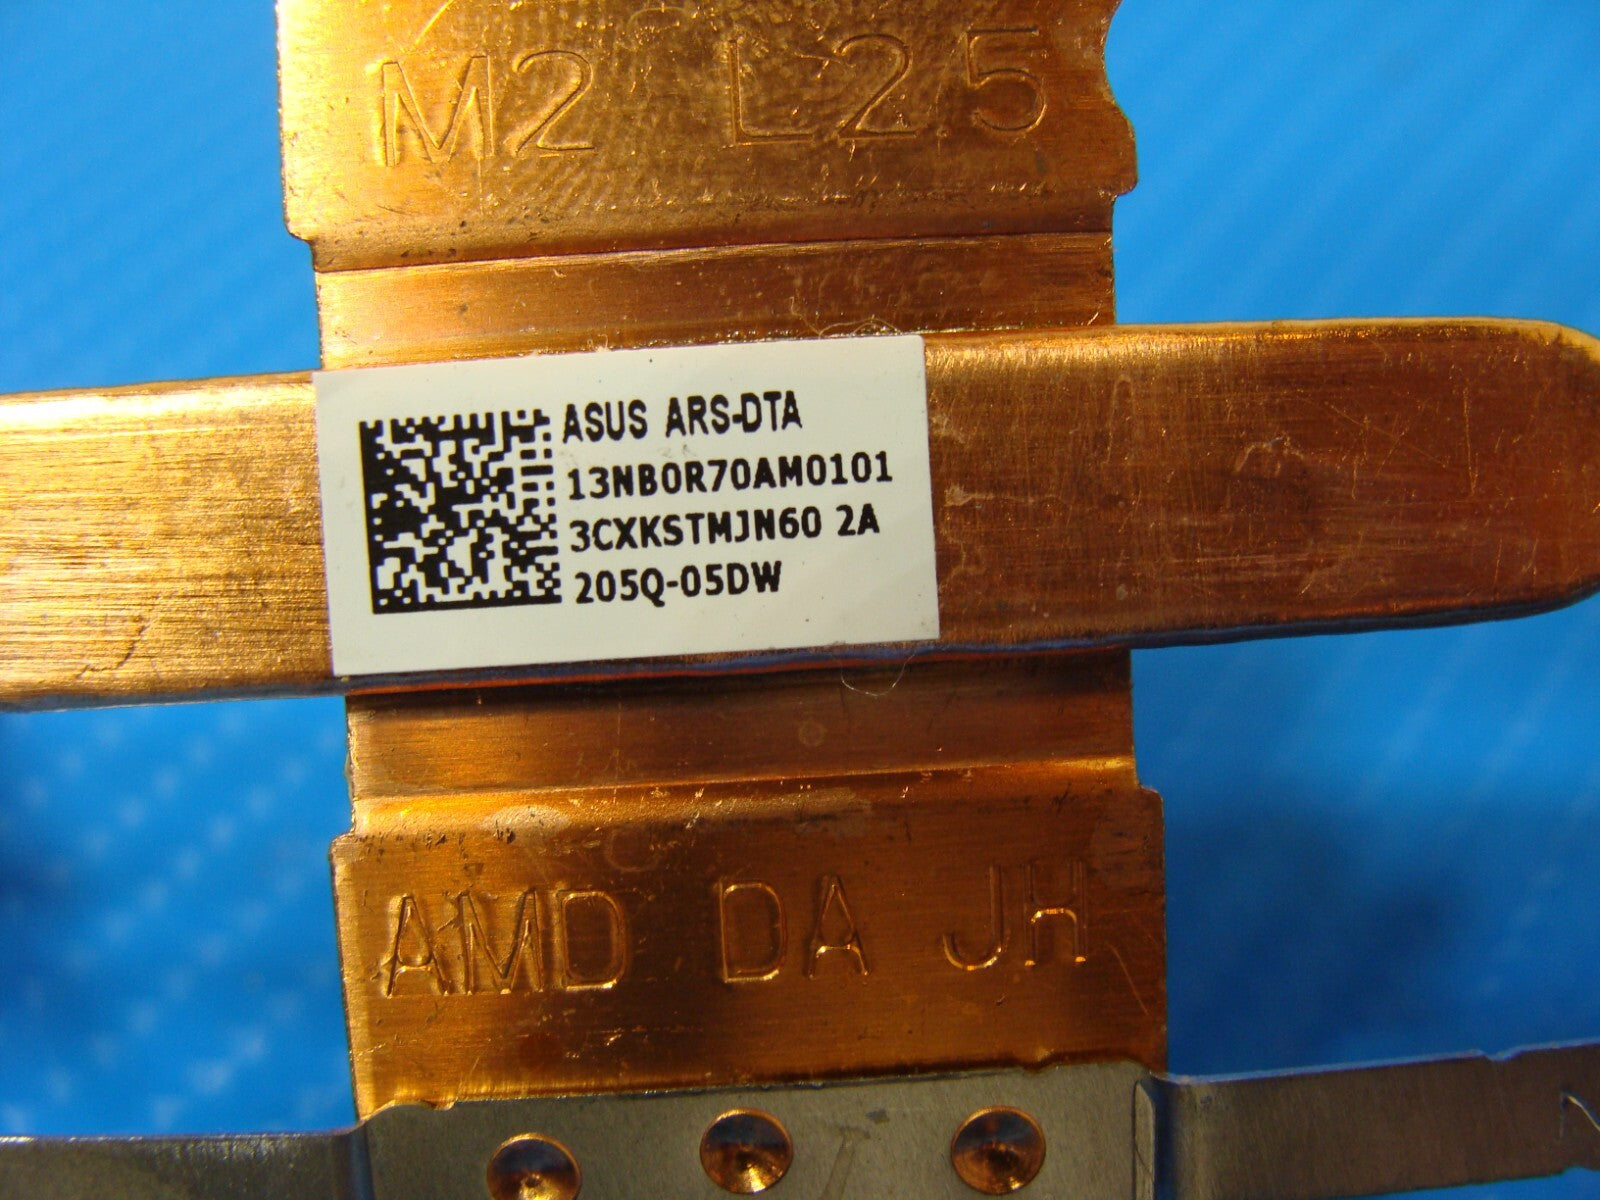 M2 L2.5
ASUS ARS-DTA
13NB0R70AM0101
3CXKSTMJN60 2A
205Q-05DW
AMD DA JH